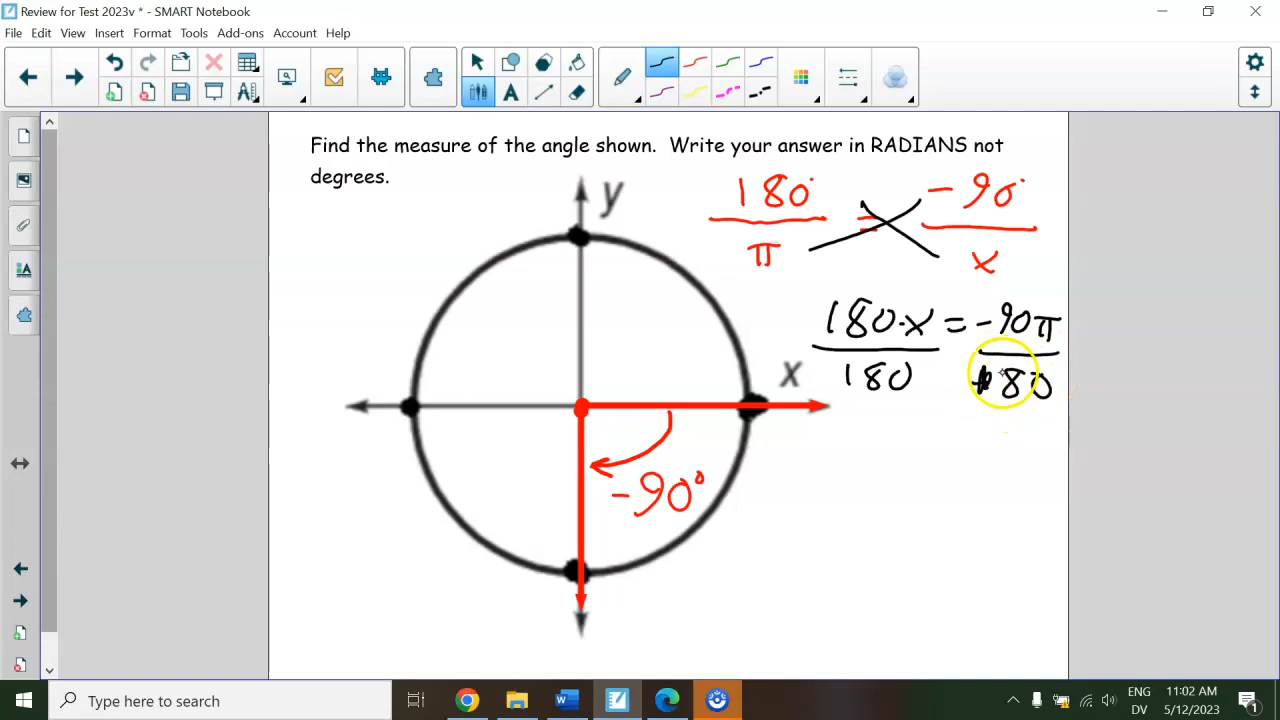 Review for Test 2023v * - SMART Notebook
File Edit View Insert Format Tools Add-ons Account Help
Find the measure of the angle shown. Write your answer in RADIANS not
degrees.
y
180° = -90°
π x
180·x = -90π
180 180
x
-90°
Type here to search
ENG
DV
11:02 AM
5/12/2023
1